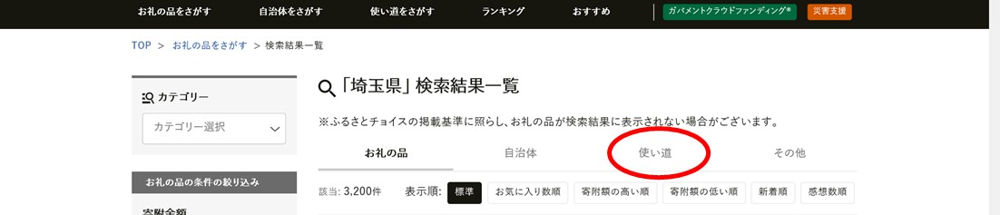 お礼の品をさがす 自治体をさがす 使い道をさがす ランキング おすすめ ガバメントクラウドファンディング® 災害支援
TOP > お礼の品をさがす > 検索結果一覧
カテゴリー
カテゴリー選択
お礼の品の条件の絞り込み
寄附金額
「埼玉県」検索結果一覧
※ふるさとチョイスの掲載基準に照らし、お礼の品が検索結果に表示されない場合がございます。
お礼の品 自治体 使い道 その他
該当: 3,200件 表示順: 標準 お気に入り数順 寄附額の高い順 寄附額の低い順 新着順 感想数順